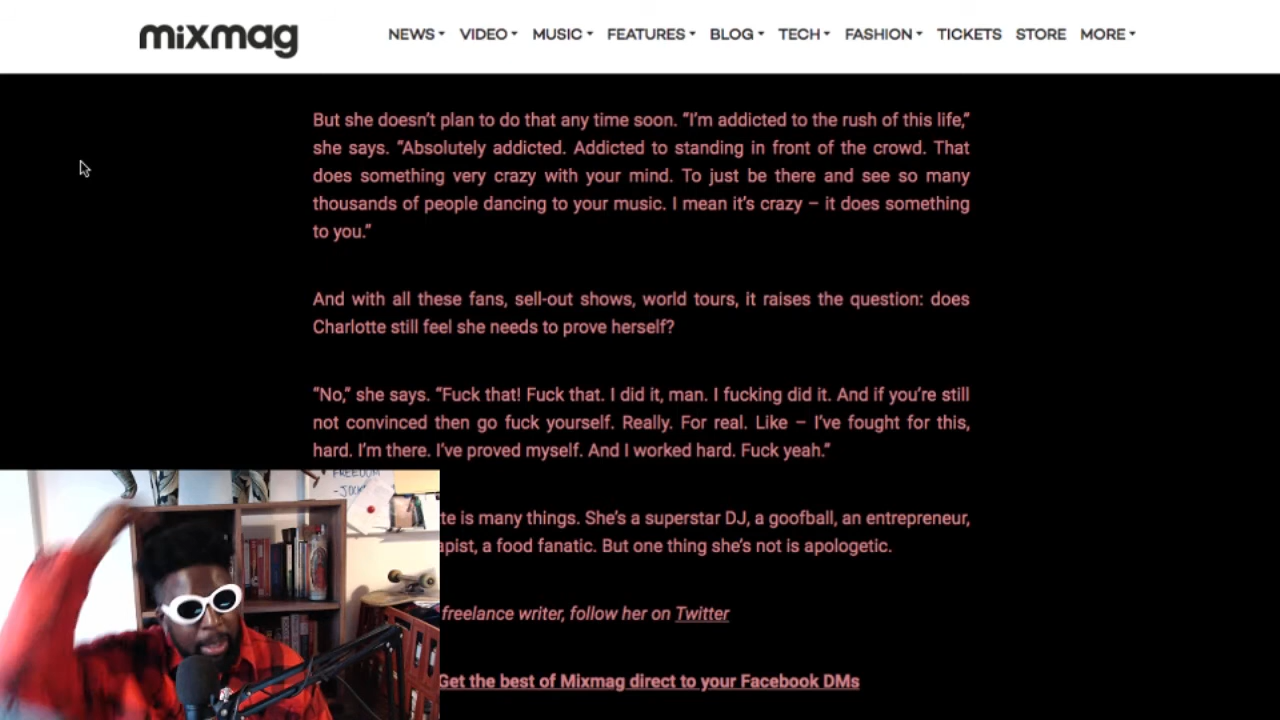 mixmag
NEWS VIDEO MUSIC FEATURES BLOG TECH FASHION TICKETS STORE MORE
But she doesn’t plan to do that any time soon. “I’m addicted to the rush of this life,”
she says. “Absolutely addicted. Addicted to standing in front of the crowd. That
does something very crazy with your mind. To just be there and see so many
thousands of people dancing to your music. I mean it’s crazy – it does something
to you.”
And with all these fans, sell-out shows, world tours, it raises the question: does
Charlotte still feel she needs to prove herself?
“No,” she says. “Fuck that! Fuck that. I did it, man. I fucking did it. And if you’re still
not convinced then go fuck yourself. Really. For real. Like – I’ve fought for this,
hard. I’m there. I’ve proved myself. And I worked hard. Fuck yeah.”
te is many things. She’s a superstar DJ, a goofball, an entrepreneur,
apist, a food fanatic. But one thing she’s not is apologetic.
freelance writer, follow her on Twitter
Get the best of Mixmag direct to your Facebook DMs
FREEDOM